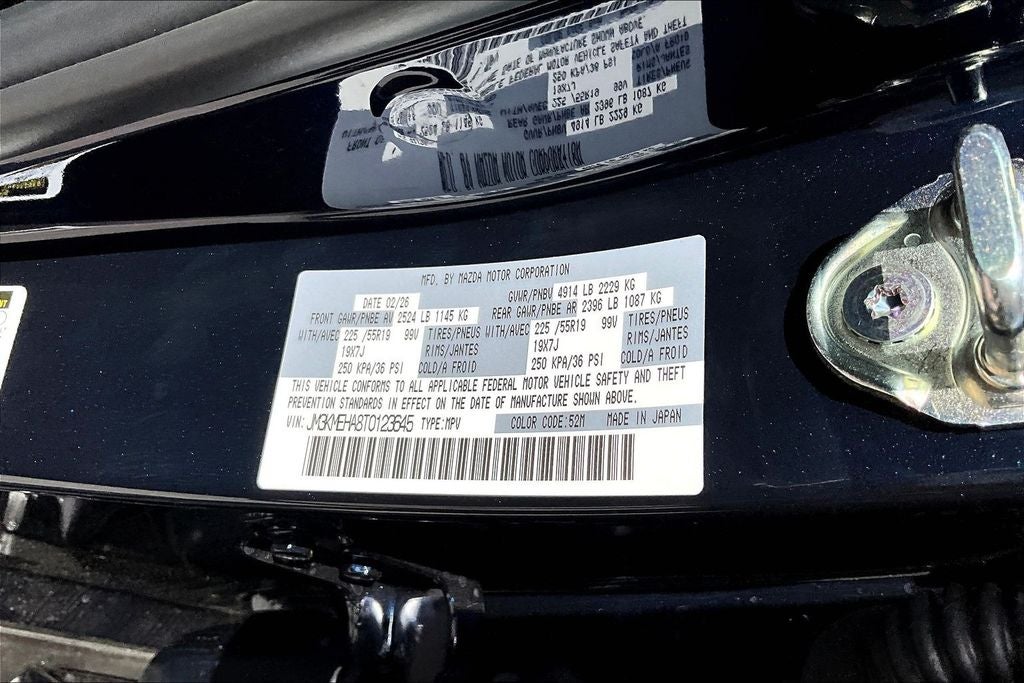 MFD. BY MAZDA MOTOR CORPORATION
DATE 02/26 GVWR/PNBV 4914 LB 2229 KG
FRONT GAWR/PNBE AV 2524 LB 1145 KG REAR GAWR/PNBE AR 2396 LB 1087 KG
WITH/AVEC 225 /55R19 99V TIRES/PNEUS WITH/AVEC 225 /55R19 99V TIRES/PNEUS
19X7J RIMS/JANTES 19X7J RIMS/JANTES
250 KPA/36 PSI COLD/A FROID 250 KPA/36 PSI COLD/A FROID
THIS VEHICLE CONFORMS TO ALL APPLICABLE FEDERAL MOTOR VEHICLE SAFETY AND THEFT
PREVENTION STANDARDS IN EFFECT ON THE DATE OF MANUFACTURE SHOWN ABOVE.
VIN: JM3KMEHA8T0123645 TYPE:MPV COLOR CODE:52M MADE IN JAPAN